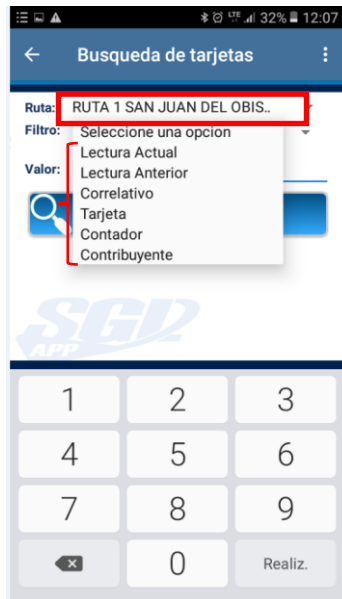 LTE 32% 12:07
Busqueda de tarjetas
Ruta: RUTA 1 SAN JUAN DEL OBIS..
Filtro: Seleccione una opcion
Lectura Actual
Lectura Anterior
Valor:
Correlativo
Tarjeta
Contador
Contribuyente
SGD
APP
1 2 3
4 5 6
7 8 9
0 Realiz.